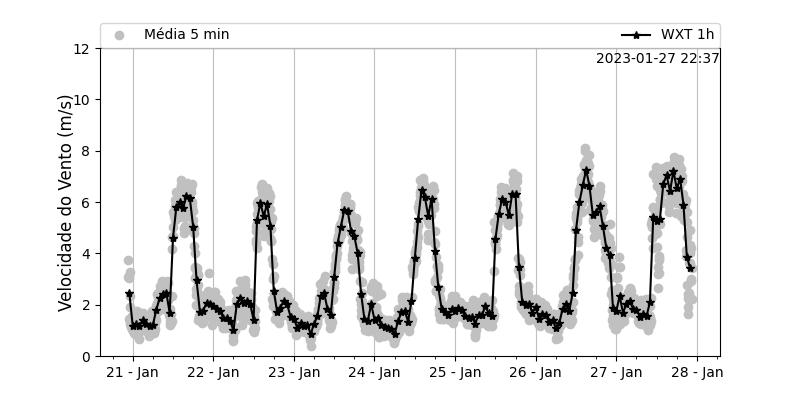 Média 5 min
WXT 1h
2023-01-27 22:37
Velocidade do Vento (m/s)
12
10
8
6
4
2
0
21 - Jan
22 - Jan
23 - Jan
24 - Jan
25 - Jan
26 - Jan
27 - Jan
28 - Jan